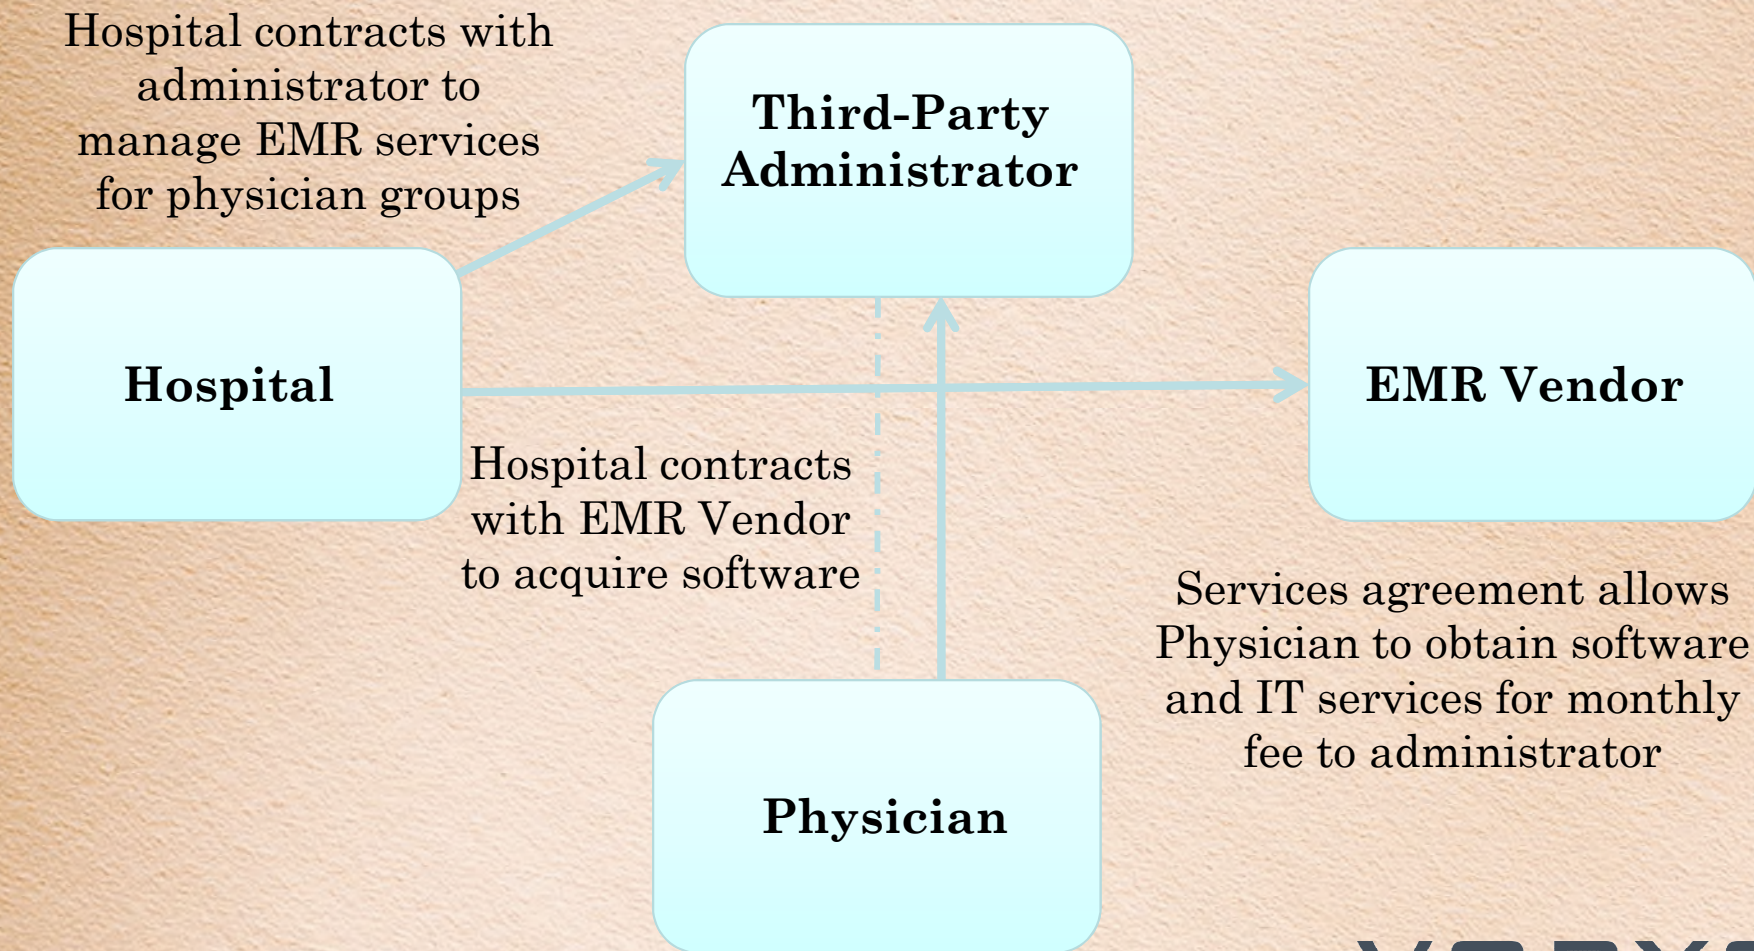 Hospital contracts with
administrator to
manage EMR services
for physician groups
Third-Party
Administrator
Hospital
EMR Vendor
Hospital contracts
with EMR Vendor
to acquire software
Services agreement allows
Physician to obtain software
and IT services for monthly
fee to administrator
Physician